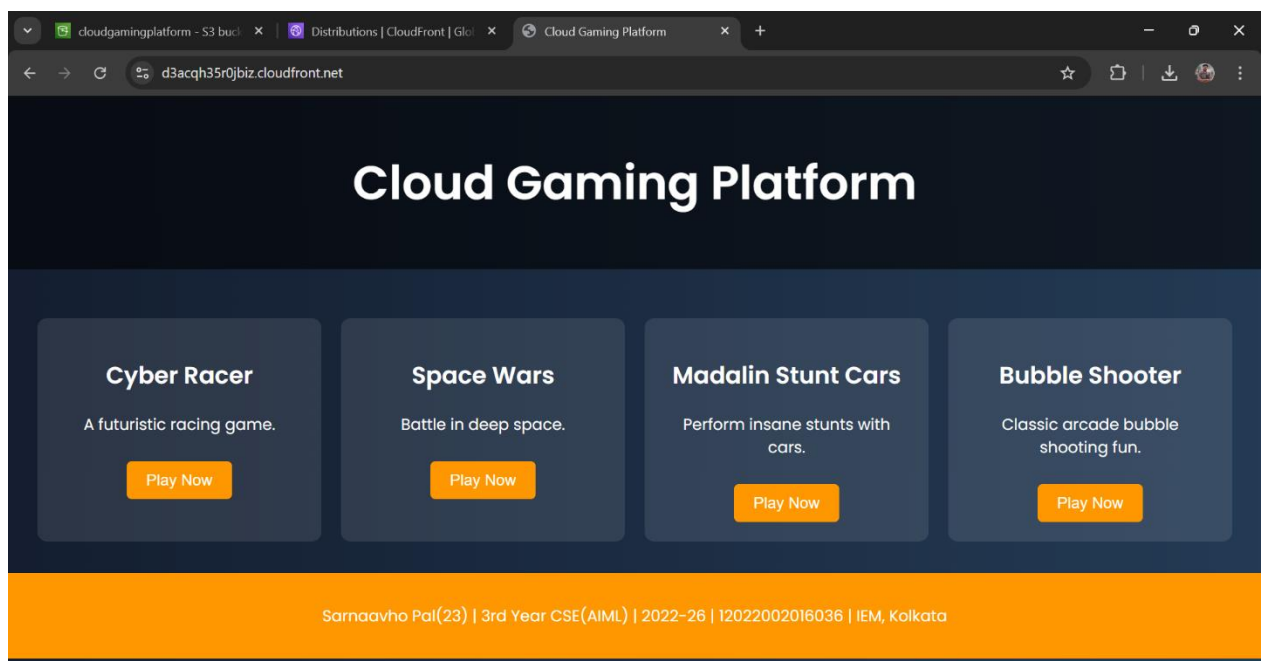 cloudgamingplatform - S3 buc
Distributions | CloudFront | Glo
Cloud Gaming Platform
d3acqh35r0jbiz.cloudfront.net
Cloud Gaming Platform
Cyber Racer
A futuristic racing game.
Play Now
Space Wars
Battle in deep space.
Play Now
Madalin Stunt Cars
Perform insane stunts with
cars.
Play Now
Bubble Shooter
Classic arcade bubble
shooting fun.
Play Now
Sarnaavho Pal(23) | 3rd Year CSE(AIML) | 2022-26 | 12022002016036 | IEM, Kolkata